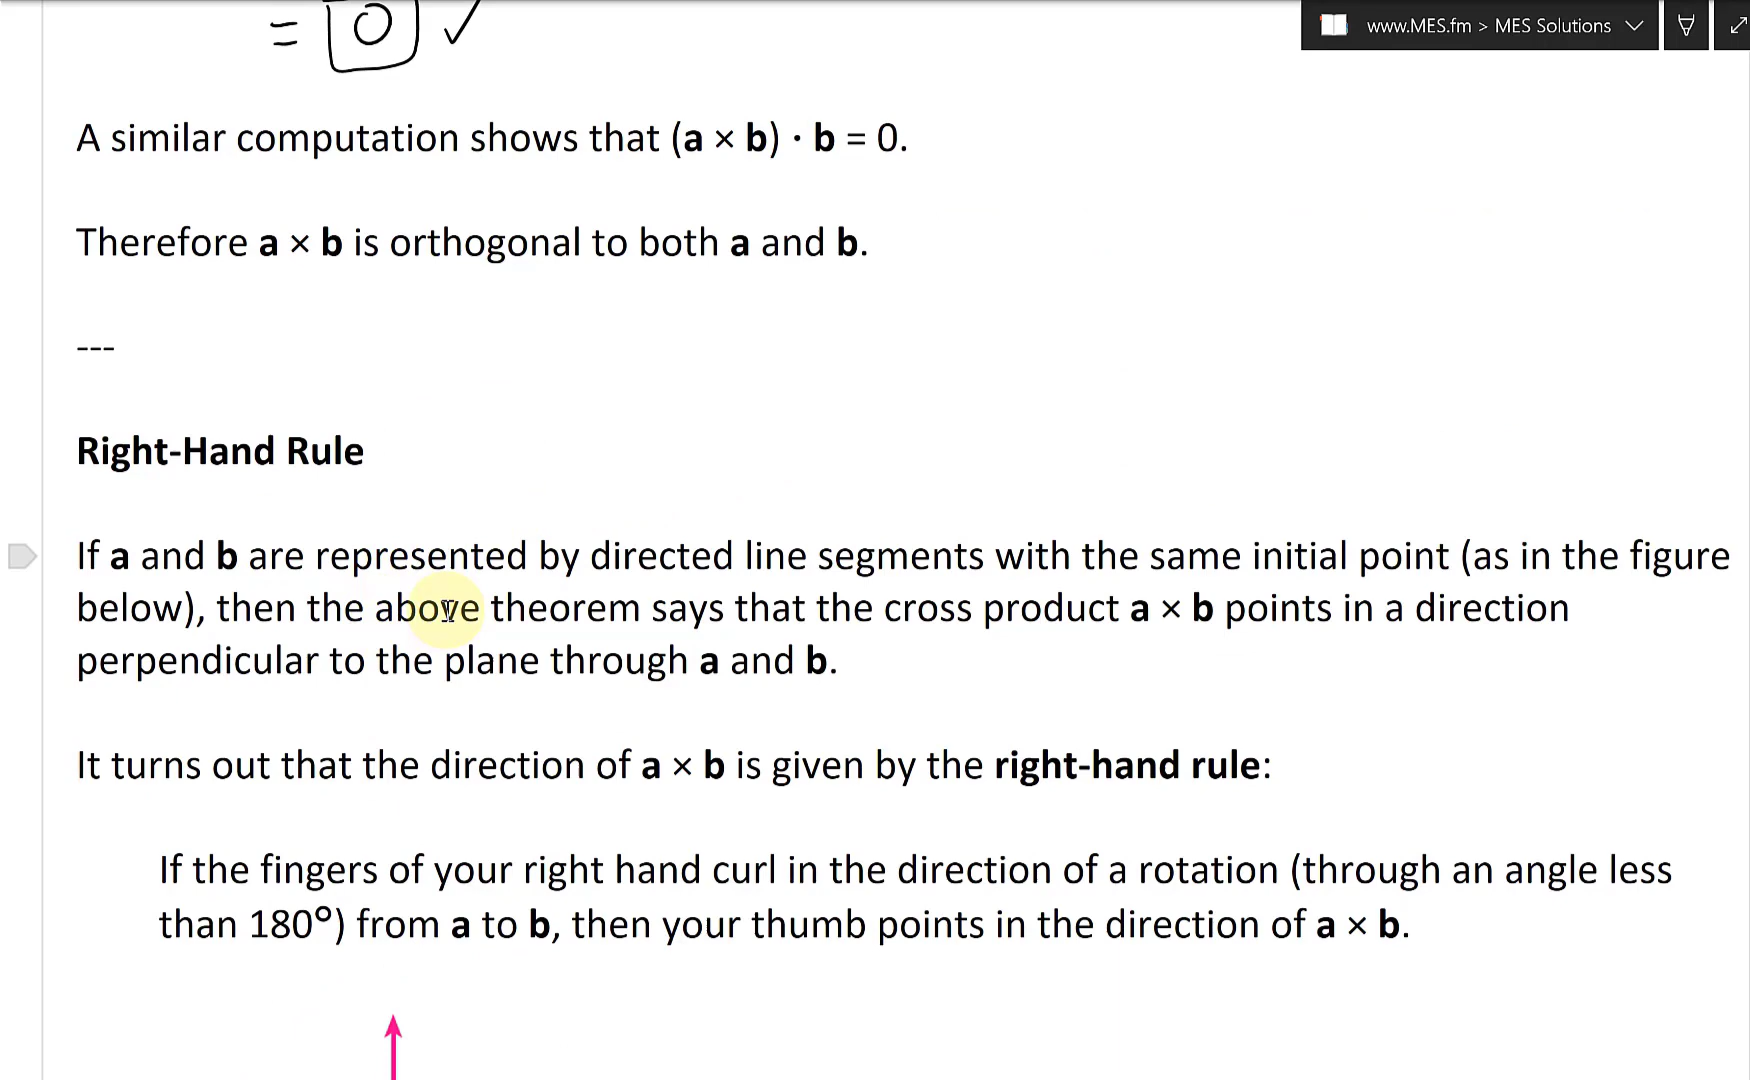 = 0 ✓
www.MES.fm > MES Solutions
A similar computation shows that (a × b) · b = 0.
Therefore a × b is orthogonal to both a and b.
---
Right-Hand Rule
If a and b are represented by directed line segments with the same initial point (as in the figure
below), then the above theorem says that the cross product a × b points in a direction
perpendicular to the plane through a and b.
It turns out that the direction of a × b is given by the right-hand rule:
If the fingers of your right hand curl in the direction of a rotation (through an angle less
than 180°) from a to b, then your thumb points in the direction of a × b.